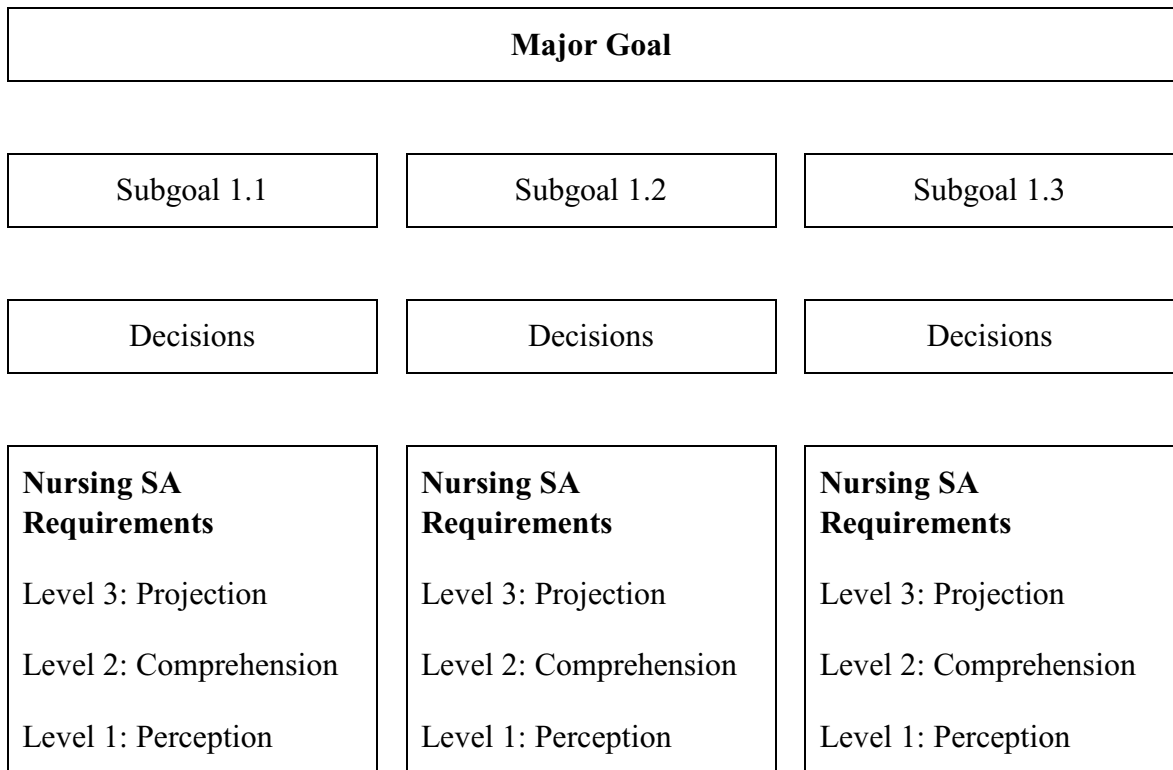 Major Goal
Subgoal 1.1
Subgoal 1.2
Subgoal 1.3
Decisions
Decisions
Decisions
Nursing SA
Requirements
Level 3: Projection
Level 2: Comprehension
Level 1: Perception
Nursing SA
Requirements
Level 3: Projection
Level 2: Comprehension
Level 1: Perception
Nursing SA
Requirements
Level 3: Projection
Level 2: Comprehension
Level 1: Perception